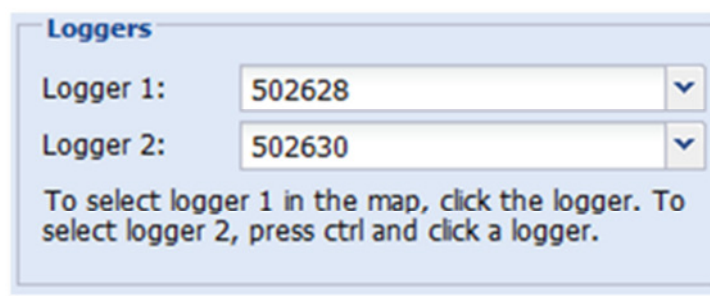 Loggers
Logger 1: 502628
Logger 2: 502630
To select logger 1 in the map, click the logger. To
select logger 2, press ctrl and click a logger.